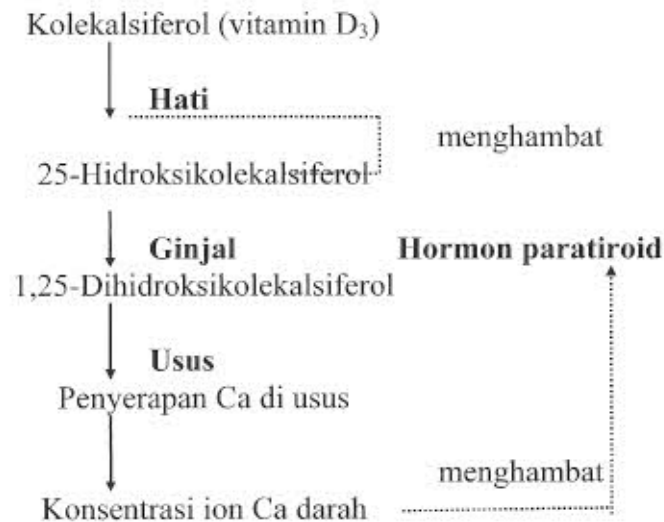 Kolekalsiferol (vitamin D₃)
Hati
menghambat
25-Hidroksikolekalsiferol
Ginjal
Hormon paratiroid
1,25-Dihidroksikolekalsiferol
Usus
Penyerapan Ca di usus
menghambat
Konsentrasi ion Ca darah